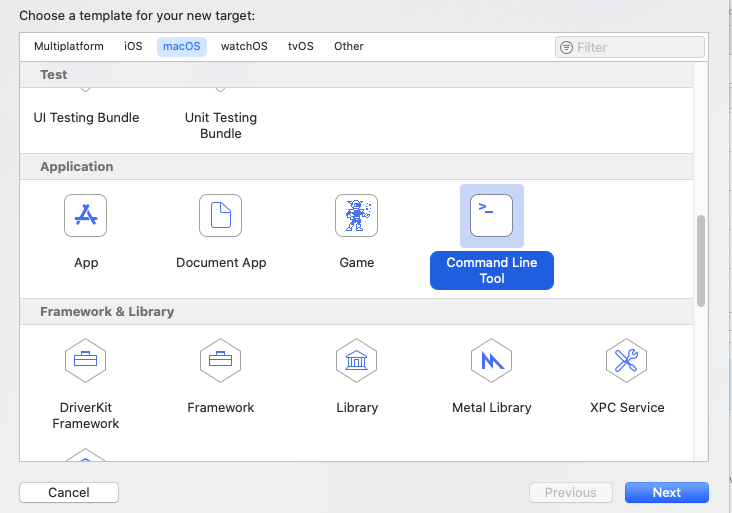 Choose a template for your new target:
Multiplatform iOS macOS watchOS tvOS Other Filter
Test
UI Testing Bundle Unit Testing
Bundle
Application
>_
App Document App Game Command Line
Tool
Framework & Library
DriverKit
Framework Framework Library Metal Library XPC Service
Cancel Previous Next